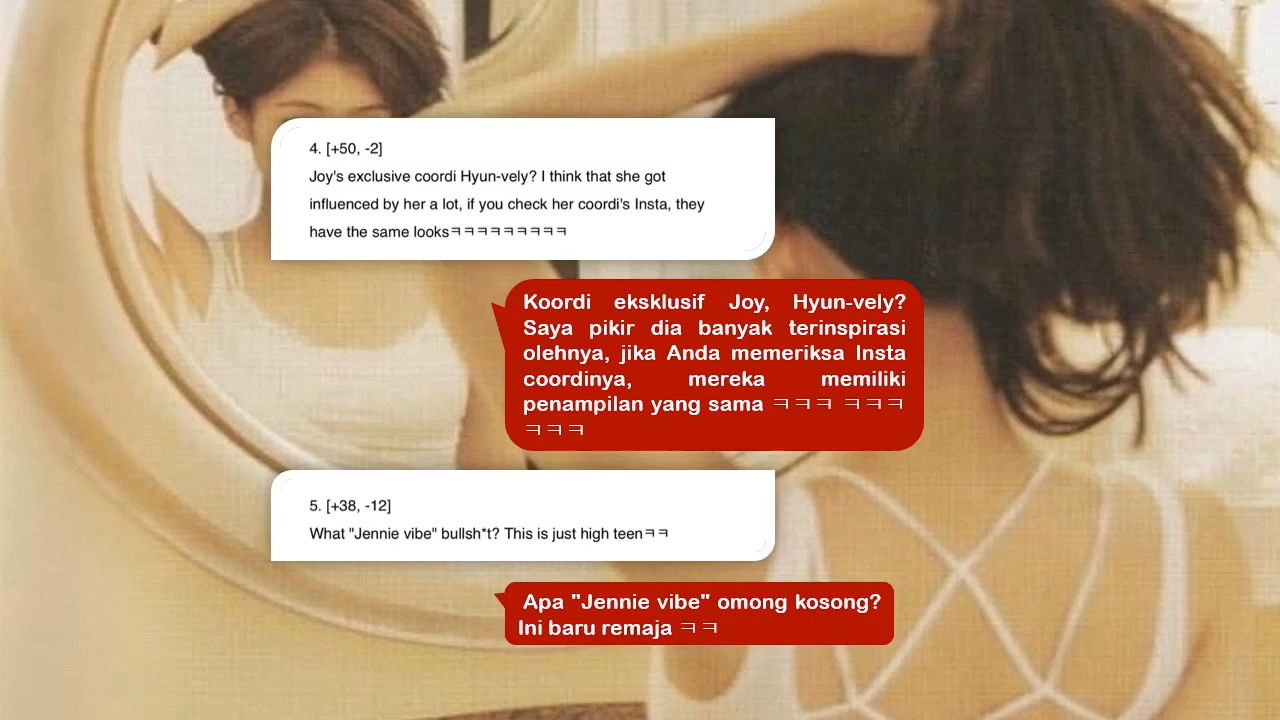 4. [+50, -2]
Joy's exclusive coordi Hyun-vely? I think that she got
influenced by her a lot, if you check her coordi's Insta, they
have the same looksㅋㅋㅋㅋㅋㅋㅋㅋㅋ
Koordi eksklusif Joy, Hyun-vely?
Saya pikir dia banyak terinspirasi
olehnya, jika Anda memeriksa Insta
coordinya, mereka memiliki
penampilan yang sama ㅋㅋㅋ ㅋㅋㅋ
ㅋㅋㅋ
5. [+38, -12]
What "Jennie vibe" bullsh*t? This is just high teenㅋㅋ
Apa "Jennie vibe" omong kosong?
Ini baru remaja ㅋㅋ